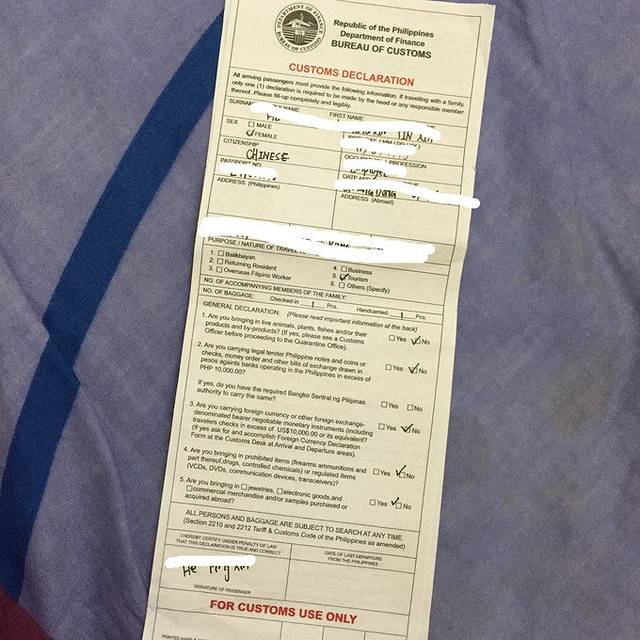 DEPARTMENT OF FINANCE
BUREAU OF CUSTOMS
Republic of the Philippines
Department of Finance
BUREAU OF CUSTOMS
CUSTOMS DECLARATION
All arriving passengers must provide the following information. If travelling with a family,
only one (1) declaration is required to be made by the head or any responsible member
thereof. Please fill-up completely and legibly.
FIRST NAME
SEX
MALE
FEMALE
CITIZENSHIP
CHINESE
PROFESSION
PASSPORT NO.
ADDRESS (Philippines)
ADDRESS (Abroad)
PURPOSE / NATURE OF TRAVEL
1. Balikbayan
2. Returning Resident
3. Overseas Filipino Worker
4. Business
5. Tourism
6. Others (Specify)
NO. OF ACCOMPANYING MEMBERS OF THE FAMILY:
NO. OF BAGGAGE: Checked-in 1 Pcs. Handcarried: 1 Pcs.
GENERAL DECLARATION: (Please read important information at the back)
1. Are you bringing in live animals, plants, fishes and/or their
products and by-products? (If yes, please see a Customs
Officer before proceeding to the Quarantine Office).
Yes No
2. Are you carrying legal tender Philippine notes and coins or
checks, money order and other bills of exchange drawn in
pesos against banks operating in the Philippines in excess of
PHP 10,000.00?
Yes No
If yes, do you have the required Bangko Sentral ng Pilipinas
authority to carry the same?
Yes No
3. Are you carrying foreign currency or other foreign exchange-
denominated bearer negotiable monetary instruments (including
travelers checks in excess of US$10,000.00 or its equivalent?
(If yes ask for and accomplish Foreign Currency Declaration
Form at the Customs Desk at Arrival and Departure areas).
Yes No
4. Are you bringing in prohibited items (firearms ammunitions and
part thereof,drugs, controlled chemicals) or regulated items
(VCDs, DVDs, communication devices, transceivers)?
Yes No
5. Are you bringing in jewelries, electronic goods,and
commercial merchandise and/or samples purchased or
acquired abroad?
Yes No
ALL PERSONS AND BAGGAGE ARE SUBJECT TO SEARCH AT ANY TIME.
(Section 2210 and 2212 Tariff & Customs Code of the Philippines as amended)
I HEREBY CERTIFY UNDER PENALTY OF LAW
THAT THIS DECLARATION IS TRUE AND CORRECT
DATE OF LAST DEPARTURE
FROM THE PHILIPPINES
SIGNATURE OF PASSENGER
FOR CUSTOMS USE ONLY